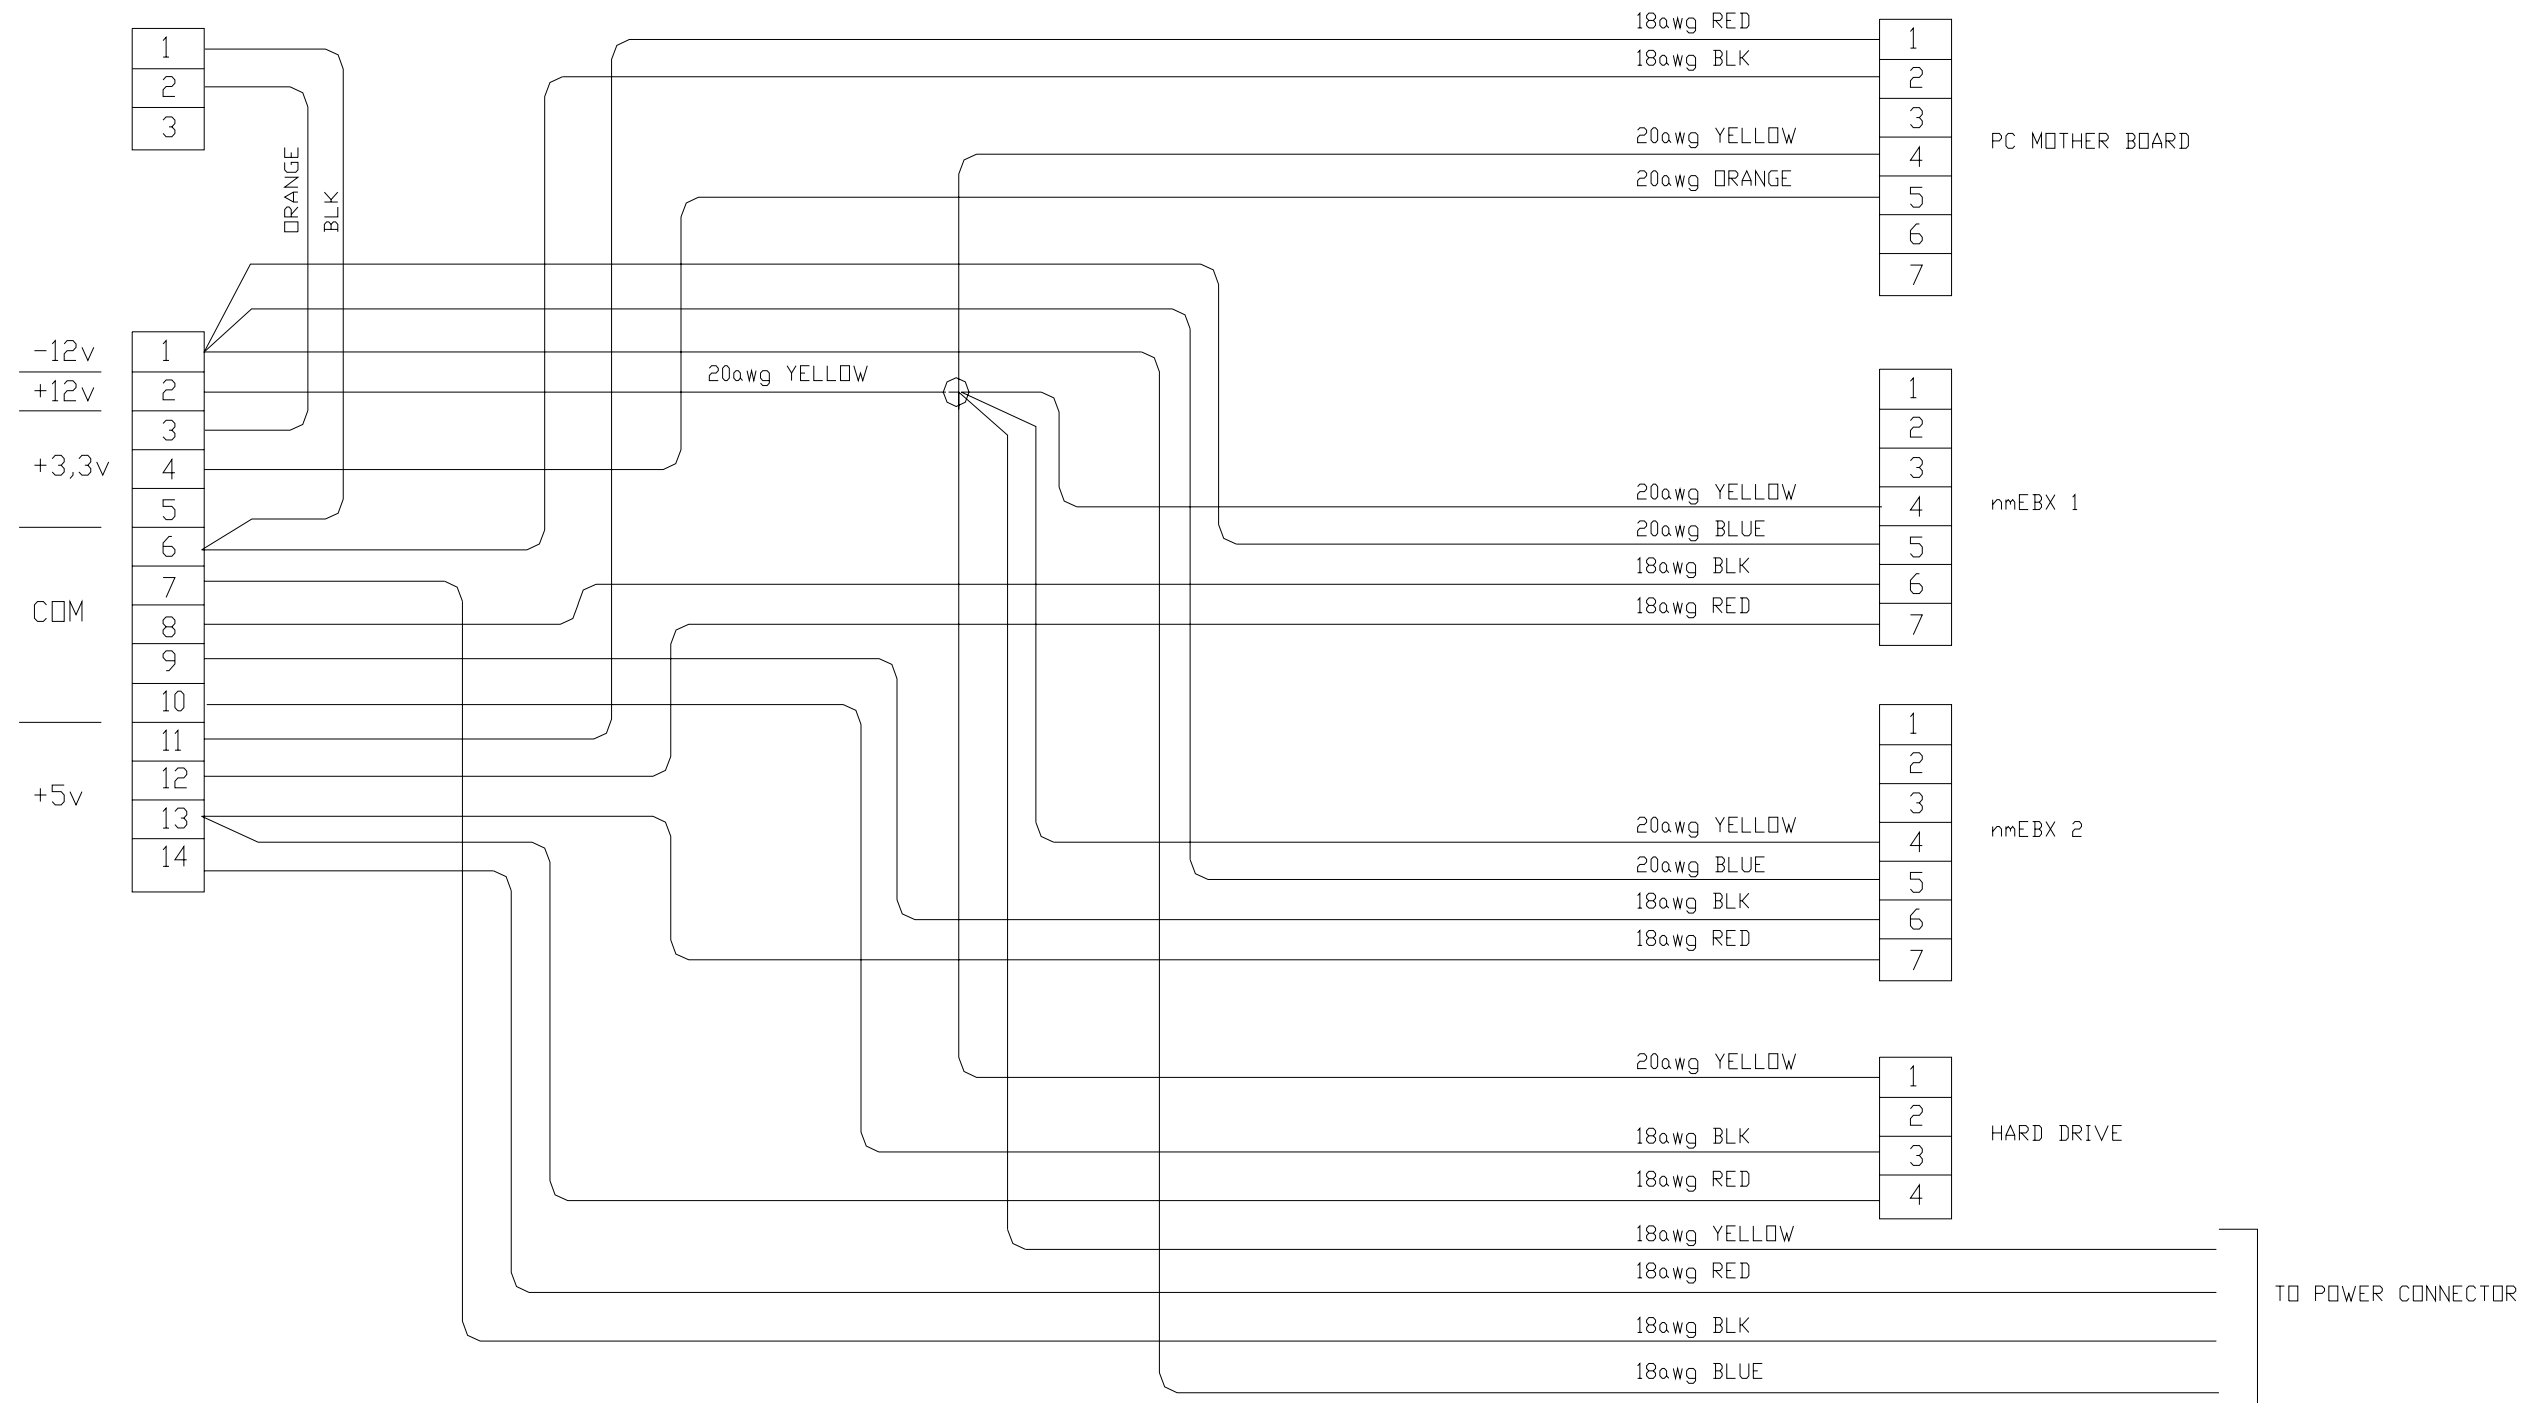 1
2
3
ORANGE
BLK
-12v
+12v
+3,3v
COM
+5v
1
2
3
4
5
6
7
8
9
10
11
12
13
14
20awg YELLOW
18awg RED
18awg BLK
20awg YELLOW
20awg ORANGE
1
2
3
4
5
6
7
PC MOTHER BOARD
20awg YELLOW
20awg BLUE
18awg BLK
18awg RED
1
2
3
4
5
6
7
nmEBX 1
20awg YELLOW
20awg BLUE
18awg BLK
18awg RED
1
2
3
4
5
6
7
nmEBX 2
20awg YELLOW
18awg BLK
18awg RED
1
2
3
4
HARD DRIVE
18awg YELLOW
18awg RED
18awg BLK
18awg BLUE
TO POWER CONNECTOR